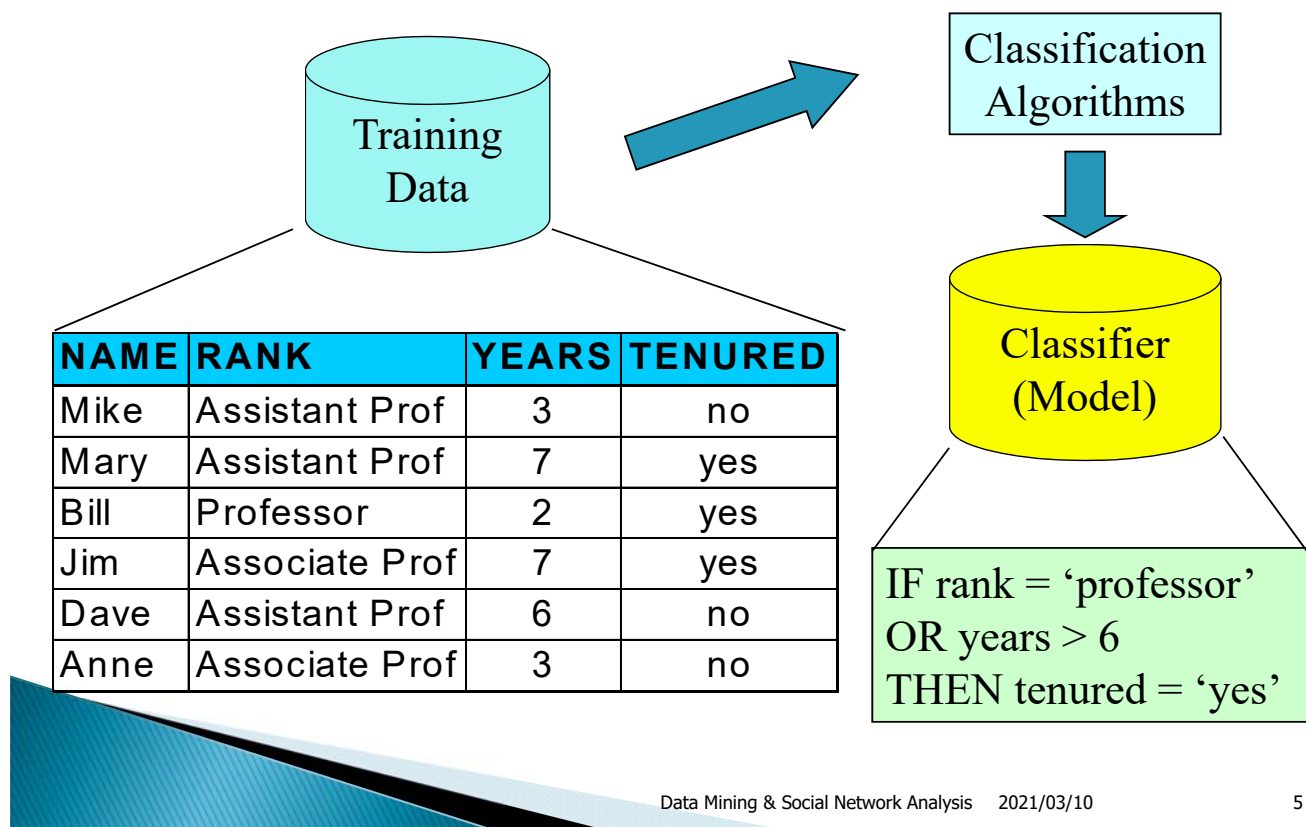 Training
Data
Classification
Algorithms
Classifier
(Model)
NAME RANK YEARS TENURED
Mike Assistant Prof 3 no
Mary Assistant Prof 7 yes
Bill Professor 2 yes
Jim Associate Prof 7 yes
Dave Assistant Prof 6 no
Anne Associate Prof 3 no
IF rank = ‘professor’
OR years > 6
THEN tenured = ‘yes’
Data Mining & Social Network Analysis 2021/03/10 5